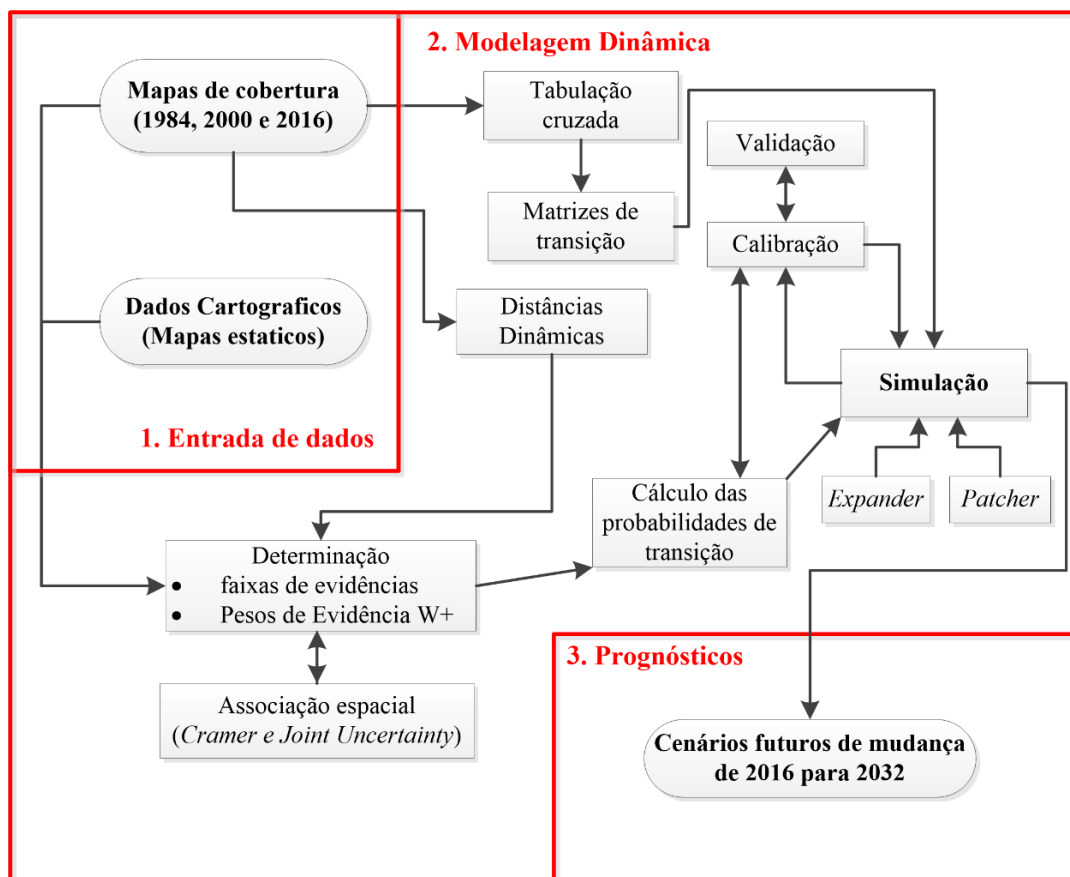 2. Modelagem Dinâmica
Mapas de cobertura
(1984, 2000 e 2016)
Tabulação
cruzada
Validação
Matrizes de
transição
Calibração
Dados Cartograficos
(Mapas estaticos)
Distâncias
Dinâmicas
Simulação
1. Entrada de dados
Expander
Patcher
Cálculo das
probabilidades de
transição
Determinação
• faixas de evidências
• Pesos de Evidência W+
3. Prognósticos
Associação espacial
(Cramer e Joint Uncertainty)
Cenários futuros de mudança
de 2016 para 2032